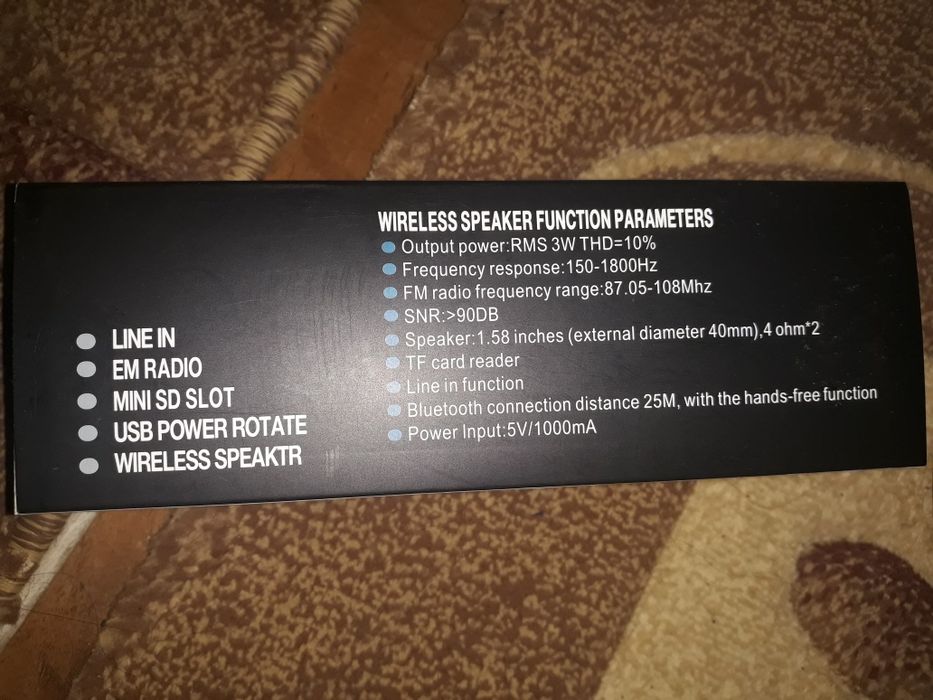 WIRELESS SPEAKER FUNCTION PARAMETERS
Output power:RMS 3W THD=10%
Frequency response:150-1800Hz
FM radio frequency range:87.05-108Mhz
SNR:>90DB
Speaker:1.58 inches (external diameter 40mm),4 ohm*2
TF card reader
Line in function
Bluetooth connection distance 25M, with the hands-free function
Power Input:5V/1000mA
LINE IN
EM RADIO
MINI SD SLOT
USB POWER ROTATE
WIRELESS SPEAKTR